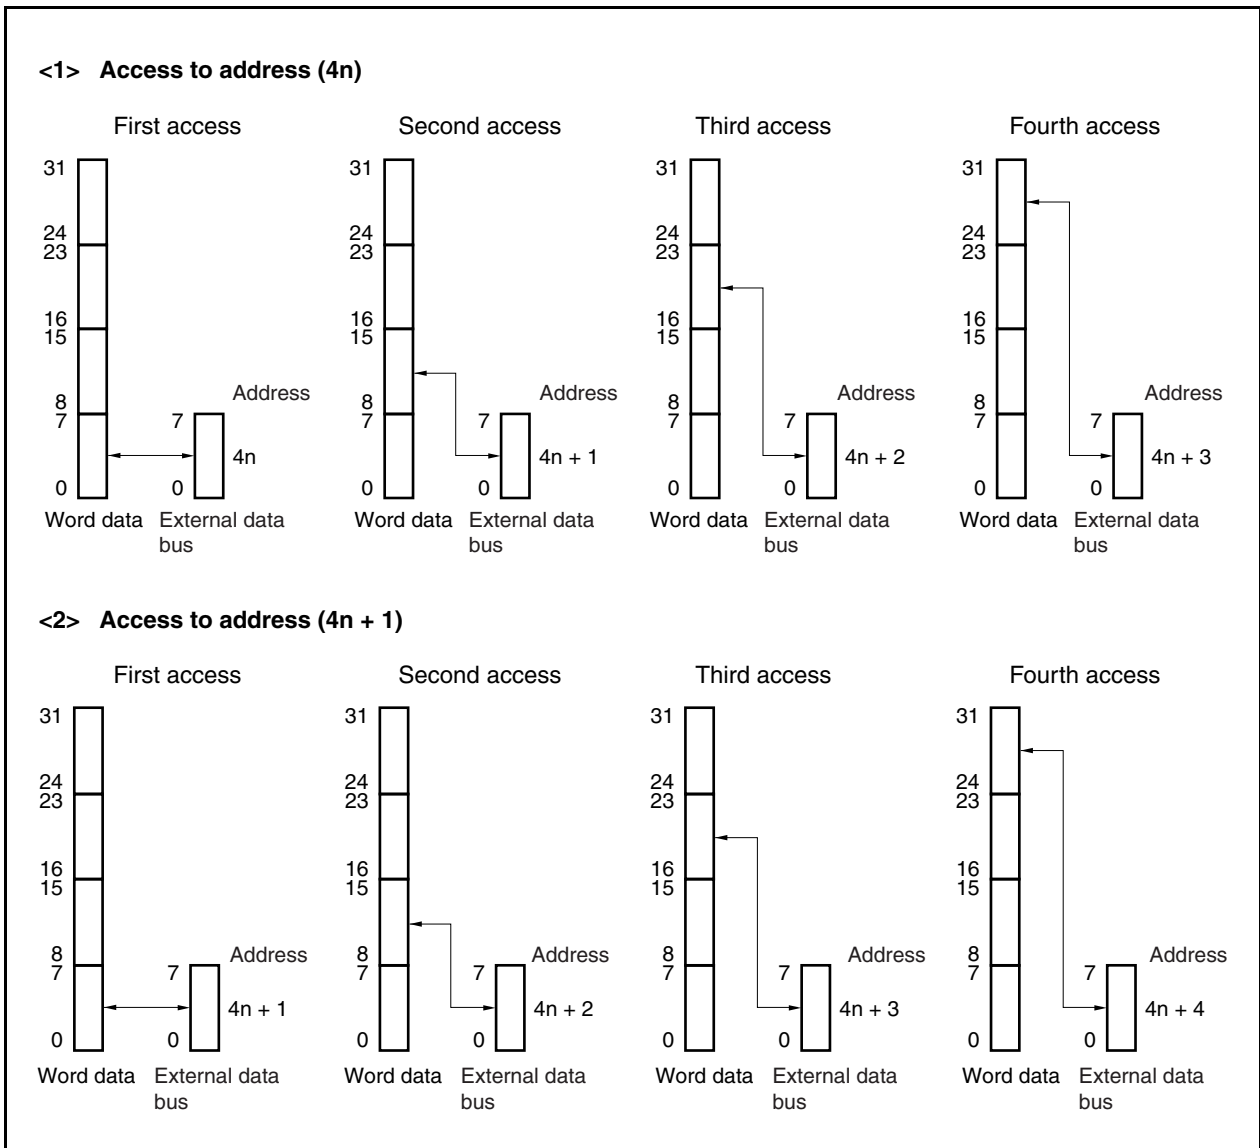 <1> Access to address (4n)
First access
Second access
Third access
Fourth access
31
24
23
16
15
8
7
0
Address
7
4n
0
Word data
External data
bus
31
24
23
16
15
8
7
0
Address
7
4n + 1
0
Word data
External data
bus
31
24
23
16
15
8
7
0
Address
7
4n + 2
0
Word data
External data
bus
31
24
23
16
15
8
7
0
Address
7
4n + 3
0
Word data
External data
bus
<2> Access to address (4n + 1)
First access
Second access
Third access
Fourth access
31
24
23
16
15
8
7
0
Address
7
4n + 1
0
Word data
External data
bus
31
24
23
16
15
8
7
0
Address
7
4n + 2
0
Word data
External data
bus
31
24
23
16
15
8
7
0
Address
7
4n + 3
0
Word data
External data
bus
31
24
23
16
15
8
7
0
Address
7
4n + 4
0
Word data
External data
bus